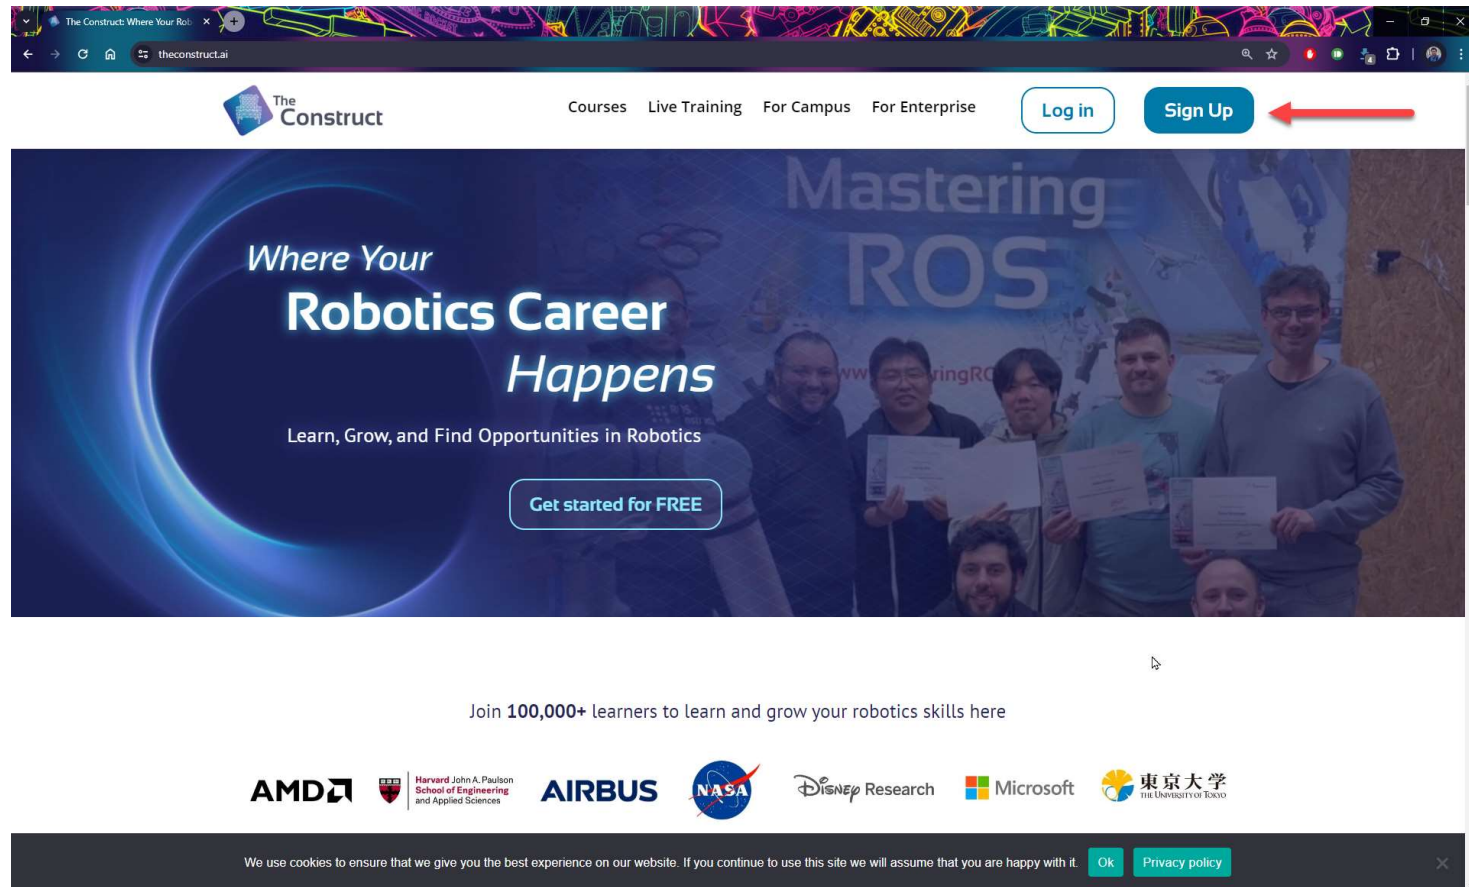 The Construct: Where Your Rob
theconstruct.ai
4
The
Construct
Courses
Live Training
For Campus
For Enterprise
Log in
Sign Up
Mastering
ROS
Where Your
Robotics Career
Happens
Learn, Grow, and Find Opportunities in Robotics
Get started for FREE
Join 100,000+ learners to learn and grow your robotics skills here
AMD
Harvard John A. Paulson
School of Engineering
and Applied Sciences
AIRBUS
NASA
Disney Research
Microsoft
東京大学
THE UNIVERSITY OF TOKYO
We use cookies to ensure that we give you the best experience on our website. If you continue to use this site we will assume that you are happy with it.
Ok
Privacy policy